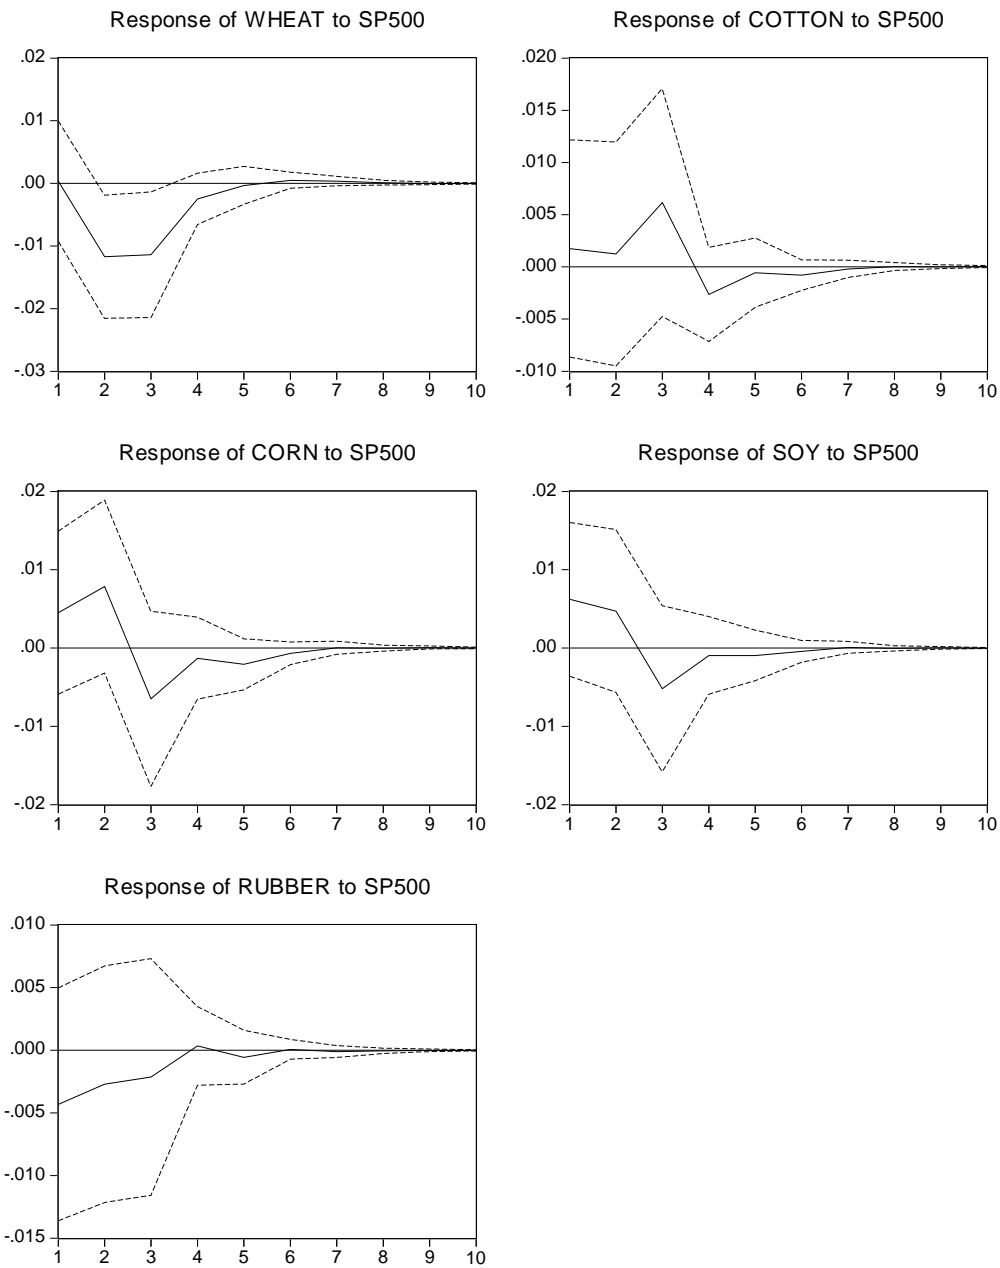 Response of WHEAT to SP500
.02
.01
.00
-.01
-.02
-.03
1 2 3 4 5 6 7 8 9 10
Response of COTTON to SP500
.020
.015
.010
.005
.000
-.005
-.010
1 2 3 4 5 6 7 8 9 10
Response of CORN to SP500
.02
.01
.00
-.01
-.02
1 2 3 4 5 6 7 8 9 10
Response of SOY to SP500
.02
.01
.00
-.01
-.02
1 2 3 4 5 6 7 8 9 10
Response of RUBBER to SP500
.010
.005
.000
-.005
-.010
-.015
1 2 3 4 5 6 7 8 9 10